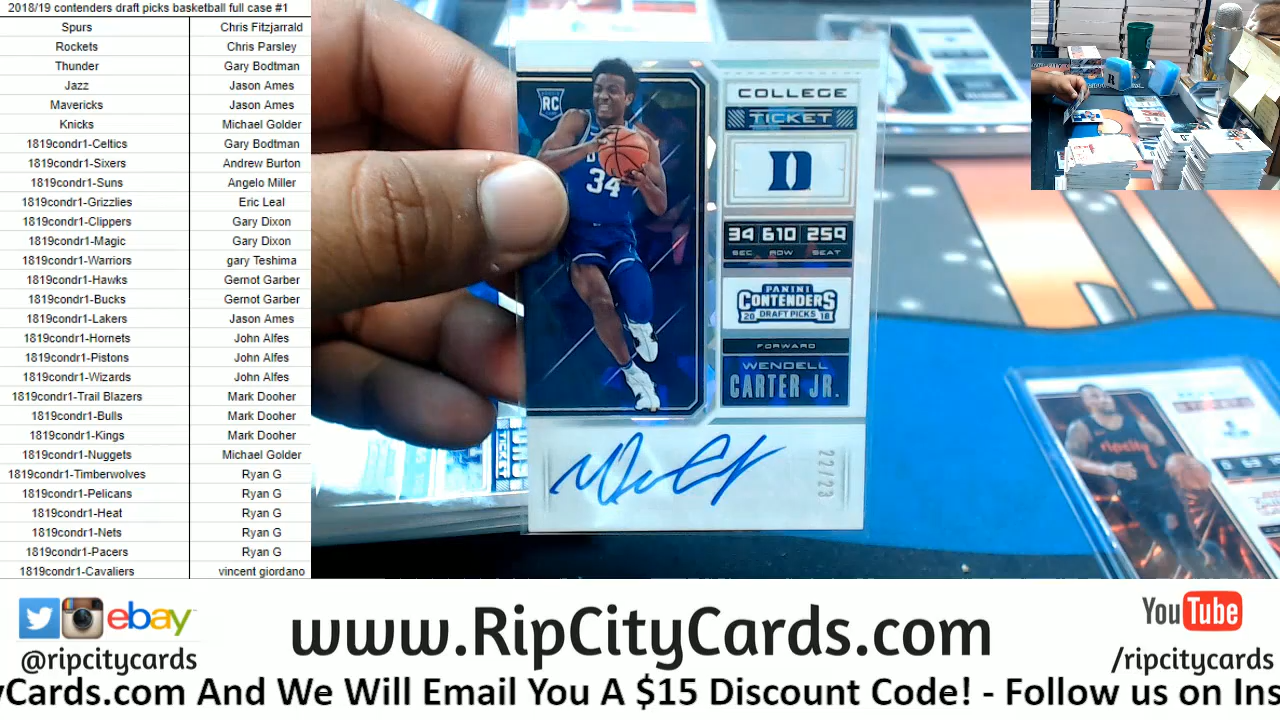 2018/19 contenders draft picks basketball full case #1
Spurs Chris Fitzjarrald
Rockets Chris Parsley
Thunder Gary Bodtman
Jazz Jason Ames
Mavericks Jason Ames
Knicks Michael Golder
1819condr1-Celtics Gary Bodtman
1819condr1-Sixers Andrew Burton
1819condr1-Suns Angelo Miller
1819condr1-Grizzlies Eric Leal
1819condr1-Clippers Gary Dixon
1819condr1-Magic Gary Dixon
1819condr1-Warriors gary Teshima
1819condr1-Hawks Gernot Garber
1819condr1-Bucks Gernot Garber
1819condr1-Lakers Jason Ames
1819condr1-Hornets John Alfes
1819condr1-Pistons John Alfes
1819condr1-Wizards John Alfes
1819condr1-Trail Blazers Mark Dooher
1819condr1-Bulls Mark Dooher
1819condr1-Kings Mark Dooher
1819condr1-Nuggets Michael Golder
1819condr1-Timberwolves Ryan G
1819condr1-Pelicans Ryan G
1819condr1-Heat Ryan G
1819condr1-Nets Ryan G
1819condr1-Pacers Ryan G
1819condr1-Cavaliers vincent giordano
RC
34
COLLEGE
TICKET
D
34 610 259
SEC ROW SEAT
PANINI
CONTENDERS
20 DRAFT PICKS 18
FORWARD
WENDELL
CARTER JR.
22/23
ripcity
TICKET
ebay
@ripcitycards
www.RipCityCards.com
YouTube
/ripcitycards
yCards.com And We Will Email You A $15 Discount Code! - Follow us on Ins